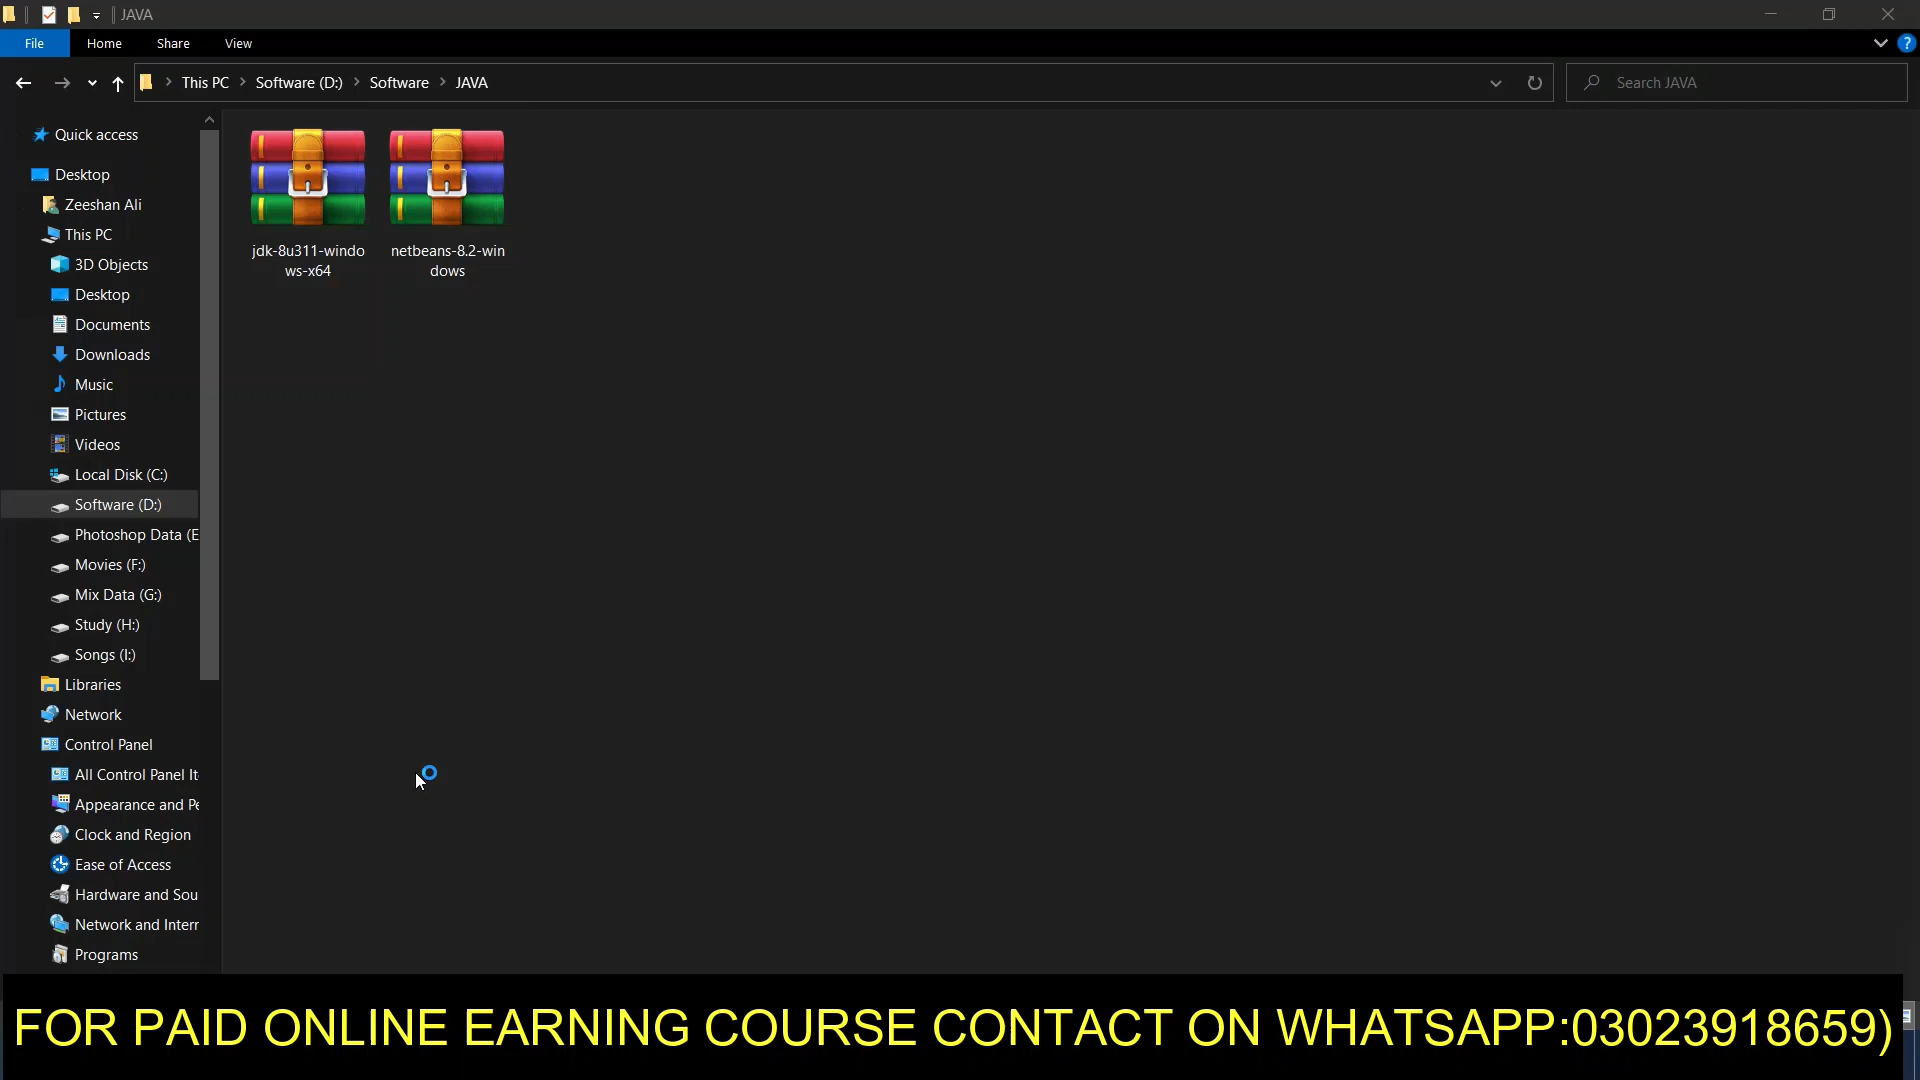 JAVA
File
Home
Share
View
?
This PC
Software (D:)
Software
JAVA
Search JAVA
Quick access
Desktop
Zeeshan Ali
This PC
3D Objects
Desktop
Documents
Downloads
Music
Pictures
Videos
Local Disk (C:)
Software (D:)
Photoshop Data (E
Movies (F:)
Mix Data (G:)
Study (H:)
Songs (I:)
Libraries
Network
Control Panel
All Control Panel It
Appearance and Pe
Clock and Region
Ease of Access
Hardware and Sou
Network and Intern
Programs
jdk-8u311-windo
ws-x64
netbeans-8.2-win
dows
FOR PAID ONLINE EARNING COURSE CONTACT ON WHATSAPP:03023918659)